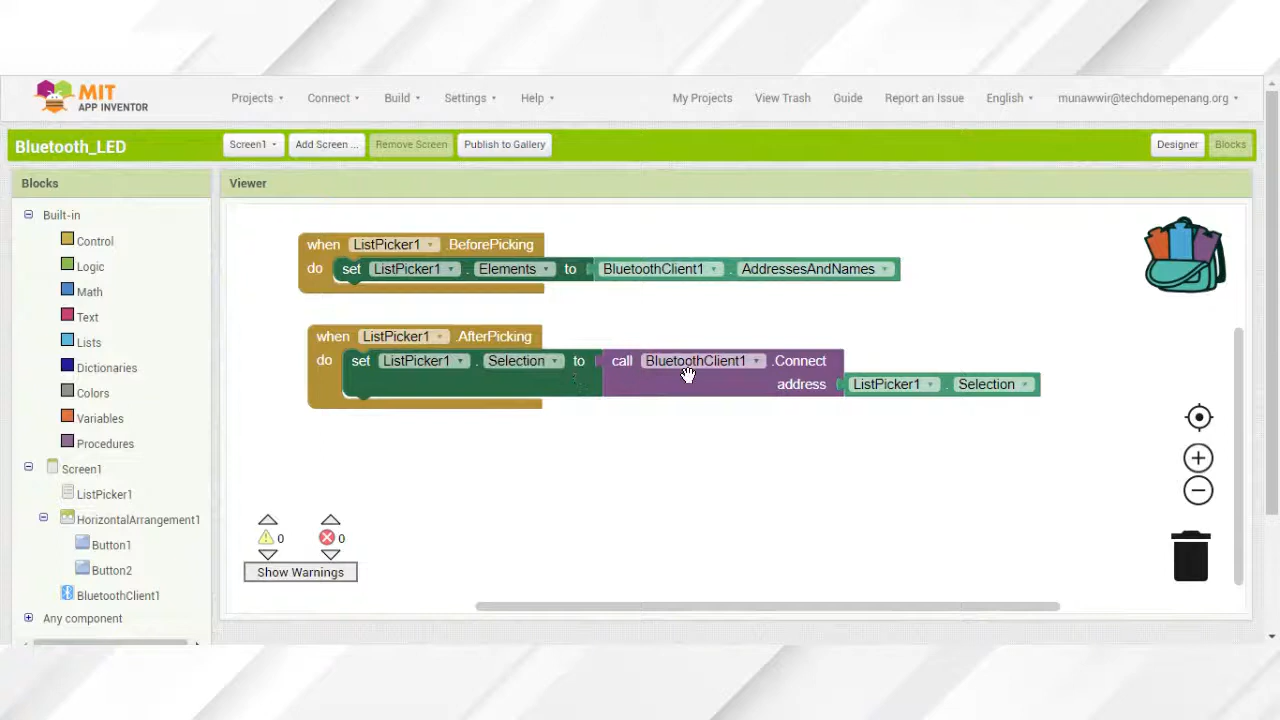 MIT
APP INVENTOR
Projects
Connect
Build
Settings
Help
My Projects
View Trash
Guide
Report an Issue
English
munawwir@techdomepenang.org
Bluetooth_LED
Screen1
Add Screen ...
Remove Screen
Publish to Gallery
Designer
Blocks
Blocks
Viewer
Built-in
Control
Logic
Math
Text
Lists
Dictionaries
Colors
Variables
Procedures
Screen1
ListPicker1
HorizontalArrangement1
Button1
Button2
BluetoothClient1
Any component
when ListPicker1 .BeforePicking
do set ListPicker1 . Elements to BluetoothClient1 . AddressesAndNames
when ListPicker1 .AfterPicking
do set ListPicker1 . Selection to call BluetoothClient1 .Connect
address ListPicker1 . Selection
0 0
Show Warnings